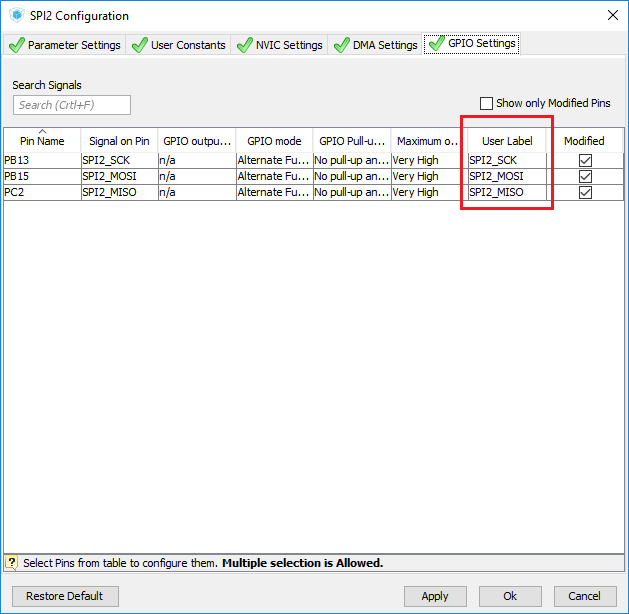 SPI2 Configuration
Parameter Settings User Constants NVIC Settings DMA Settings GPIO Settings
Search Signals
Search (Crtl+F)
Show only Modified Pins
Pin Name Signal on Pin GPIO outpu... GPIO mode GPIO Pull-u... Maximum o... User Label Modified
PB13 SPI2_SCK n/a Alternate Fu... No pull-up an... Very High SPI2_SCK
PB15 SPI2_MOSI n/a Alternate Fu... No pull-up an... Very High SPI2_MOSI
PC2 SPI2_MISO n/a Alternate Fu... No pull-up an... Very High SPI2_MISO
? Select Pins from table to configure them. Multiple selection is Allowed.
Restore Default Apply Ok Cancel